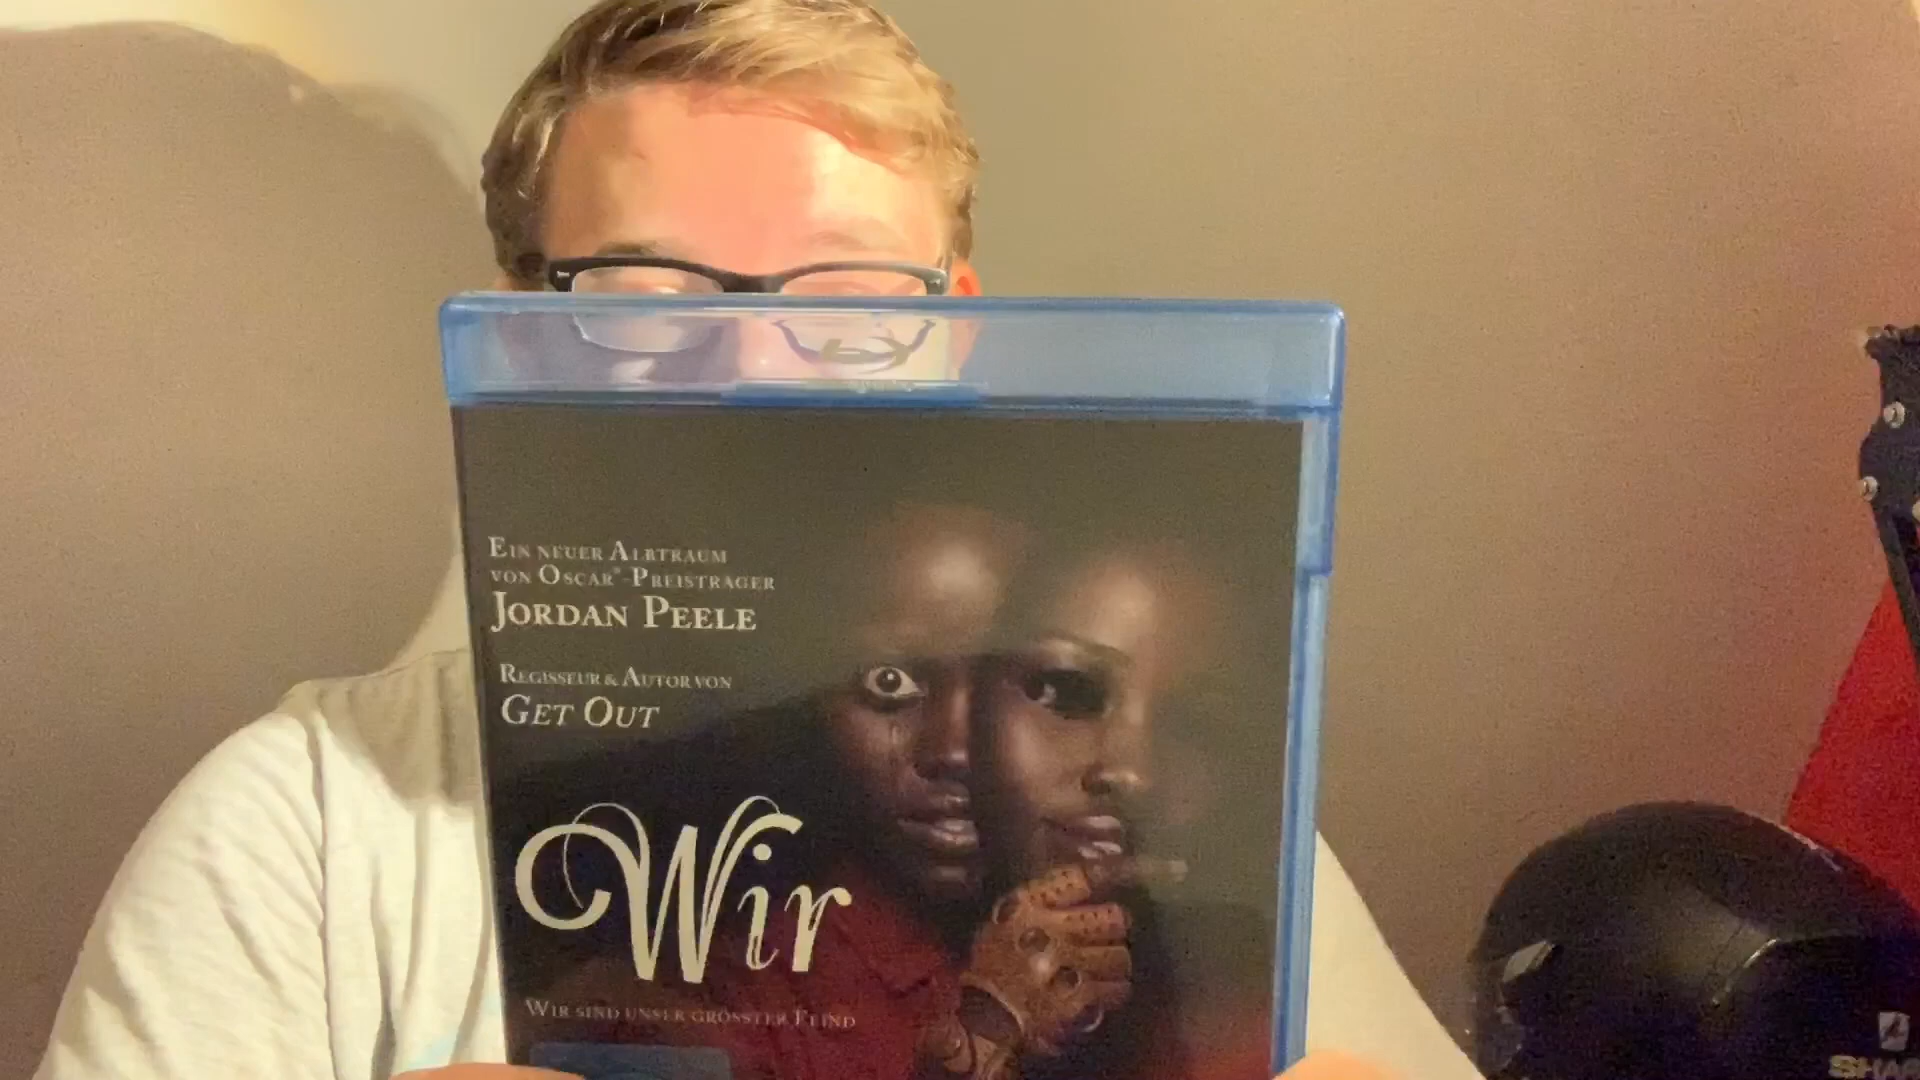 EIN NEUER ALBTRAUM
VON OSCAR®-PREISTRÄGER
JORDAN PEELE
REGISSEUR & AUTOR VON
GET OUT
Wir
WIR SIND UNSER GRÖSSTER FEIND